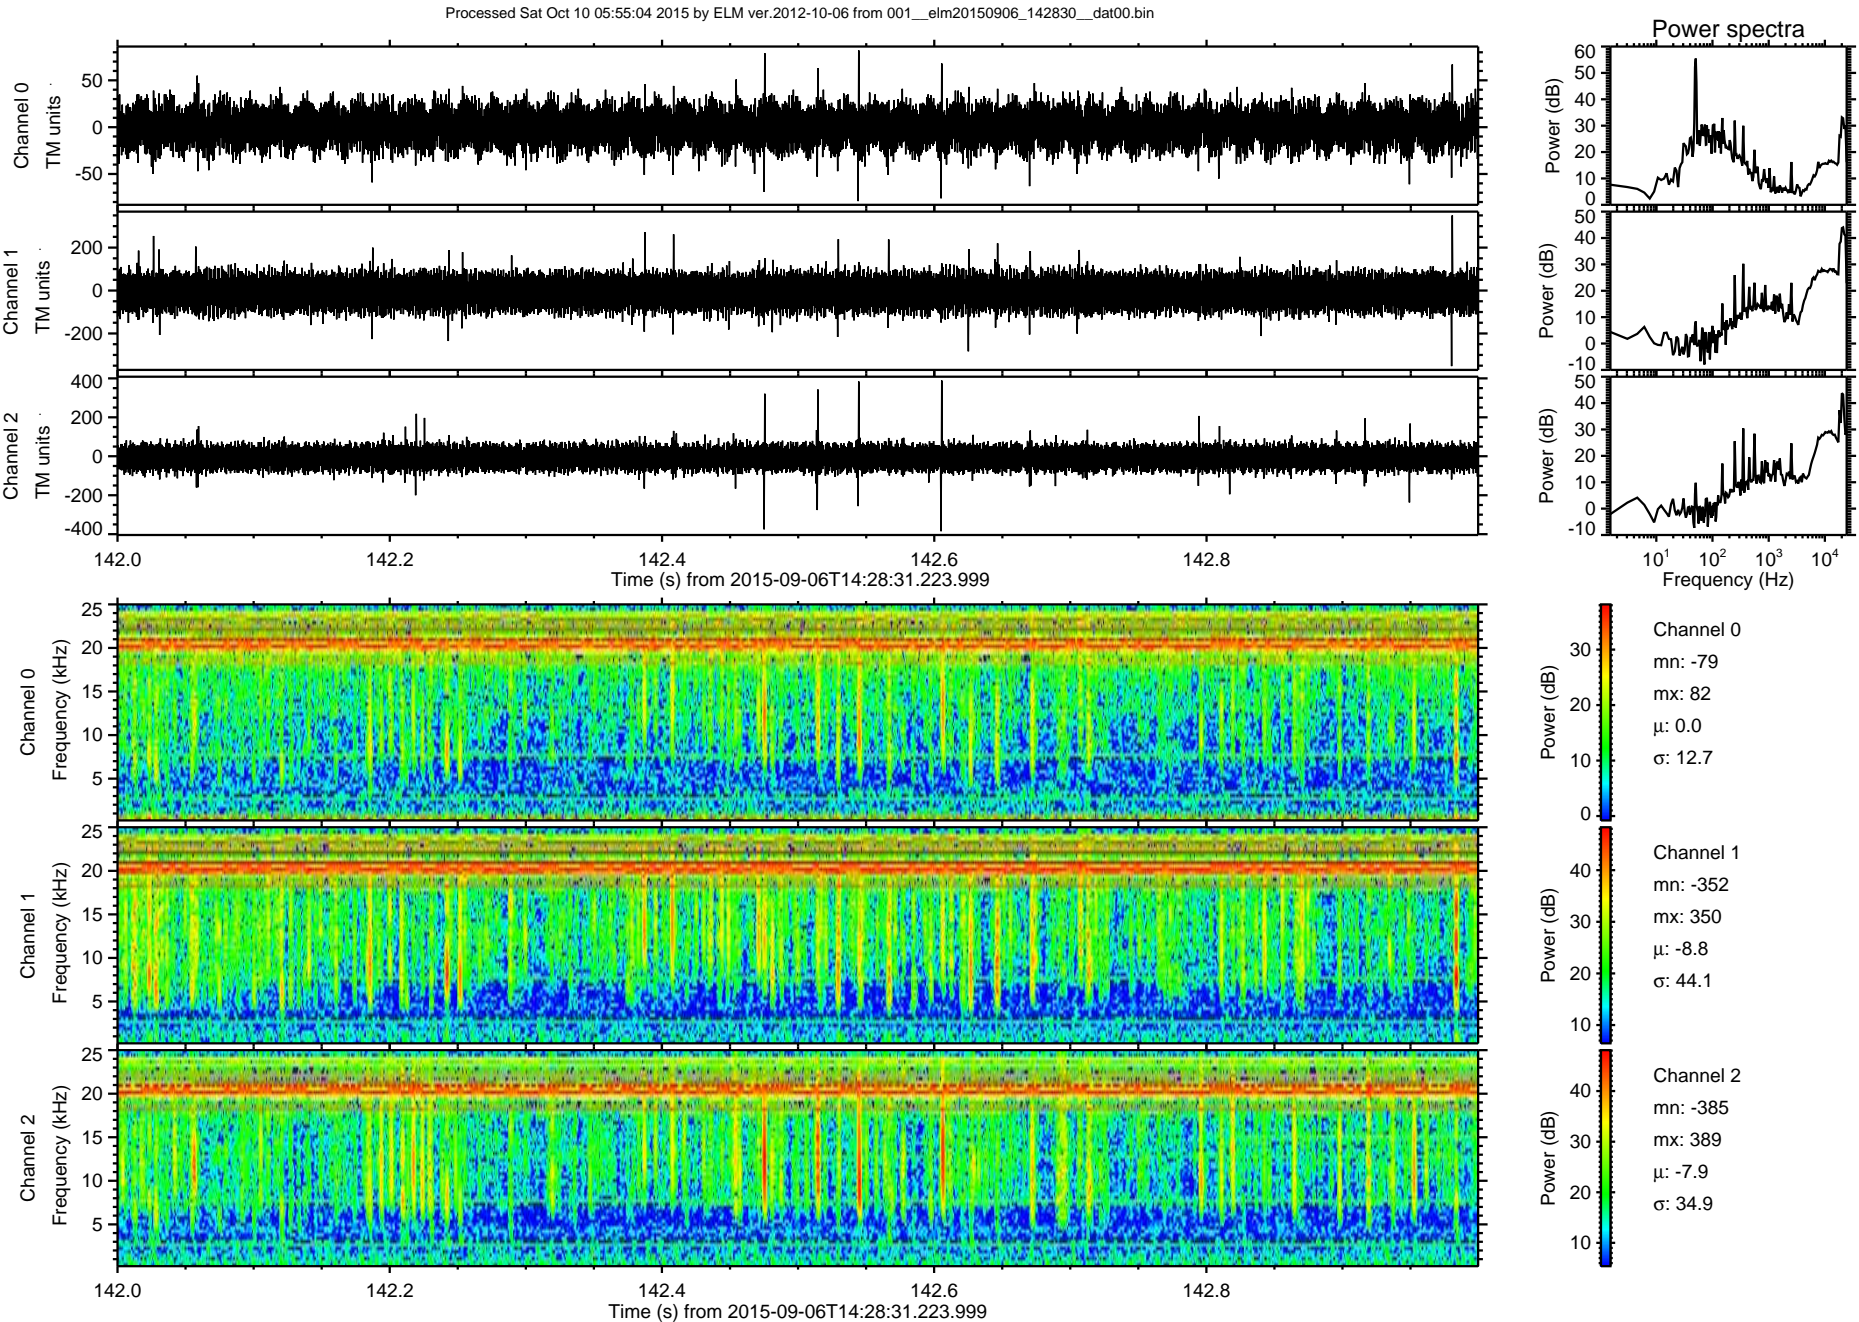 Processed Sat Oct 10 05:55:04 2015 by ELM ver.2012-10-06 from 001__elm20150906_142830__dat00.bin
Power spectra
Channel 0
TM units
50
0
-50
Power (dB)
60
50
40
30
20
10
0
Channel 1
TM units
200
0
-200
Power (dB)
50
40
30
20
10
0
-10
Channel 2
TM units
400
200
0
-200
-400
Power (dB)
50
40
30
20
10
0
-10
142.0 142.2 142.4 142.6 142.8
Time (s) from 2015-09-06T14:28:31.223.999
10¹ 10² 10³ 10⁴
Frequency (Hz)
Channel 0
Frequency (kHz)
25
20
15
10
5
Power (dB)
30
20
10
0
Channel 0
mn: -79
mx: 82
μ: 0.0
σ: 12.7
Channel 1
Frequency (kHz)
25
20
15
10
5
Power (dB)
40
30
20
10
Channel 1
mn: -352
mx: 350
μ: -8.8
σ: 44.1
Channel 2
Frequency (kHz)
25
20
15
10
5
Power (dB)
40
30
20
10
Channel 2
mn: -385
mx: 389
μ: -7.9
σ: 34.9
142.0 142.2 142.4 142.6 142.8
Time (s) from 2015-09-06T14:28:31.223.999